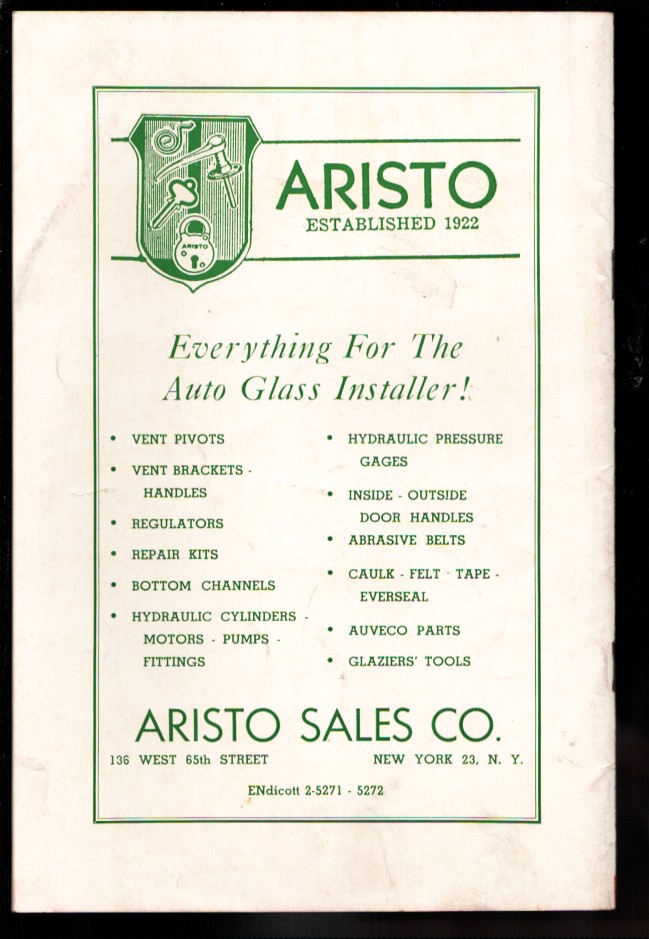 ARISTO
ESTABLISHED 1922
ARISTO
Everything For The
Auto Glass Installer!
• VENT PIVOTS
• VENT BRACKETS -
HANDLES
• REGULATORS
• REPAIR KITS
• BOTTOM CHANNELS
• HYDRAULIC CYLINDERS -
MOTORS - PUMPS -
FITTINGS
• HYDRAULIC PRESSURE
GAGES
• INSIDE - OUTSIDE
DOOR HANDLES
• ABRASIVE BELTS
• CAULK - FELT - TAPE -
EVERSEAL
• AUVECO PARTS
• GLAZIERS' TOOLS
ARISTO SALES CO.
136 WEST 65th STREET NEW YORK 23, N. Y.
ENdicott 2-5271 - 5272